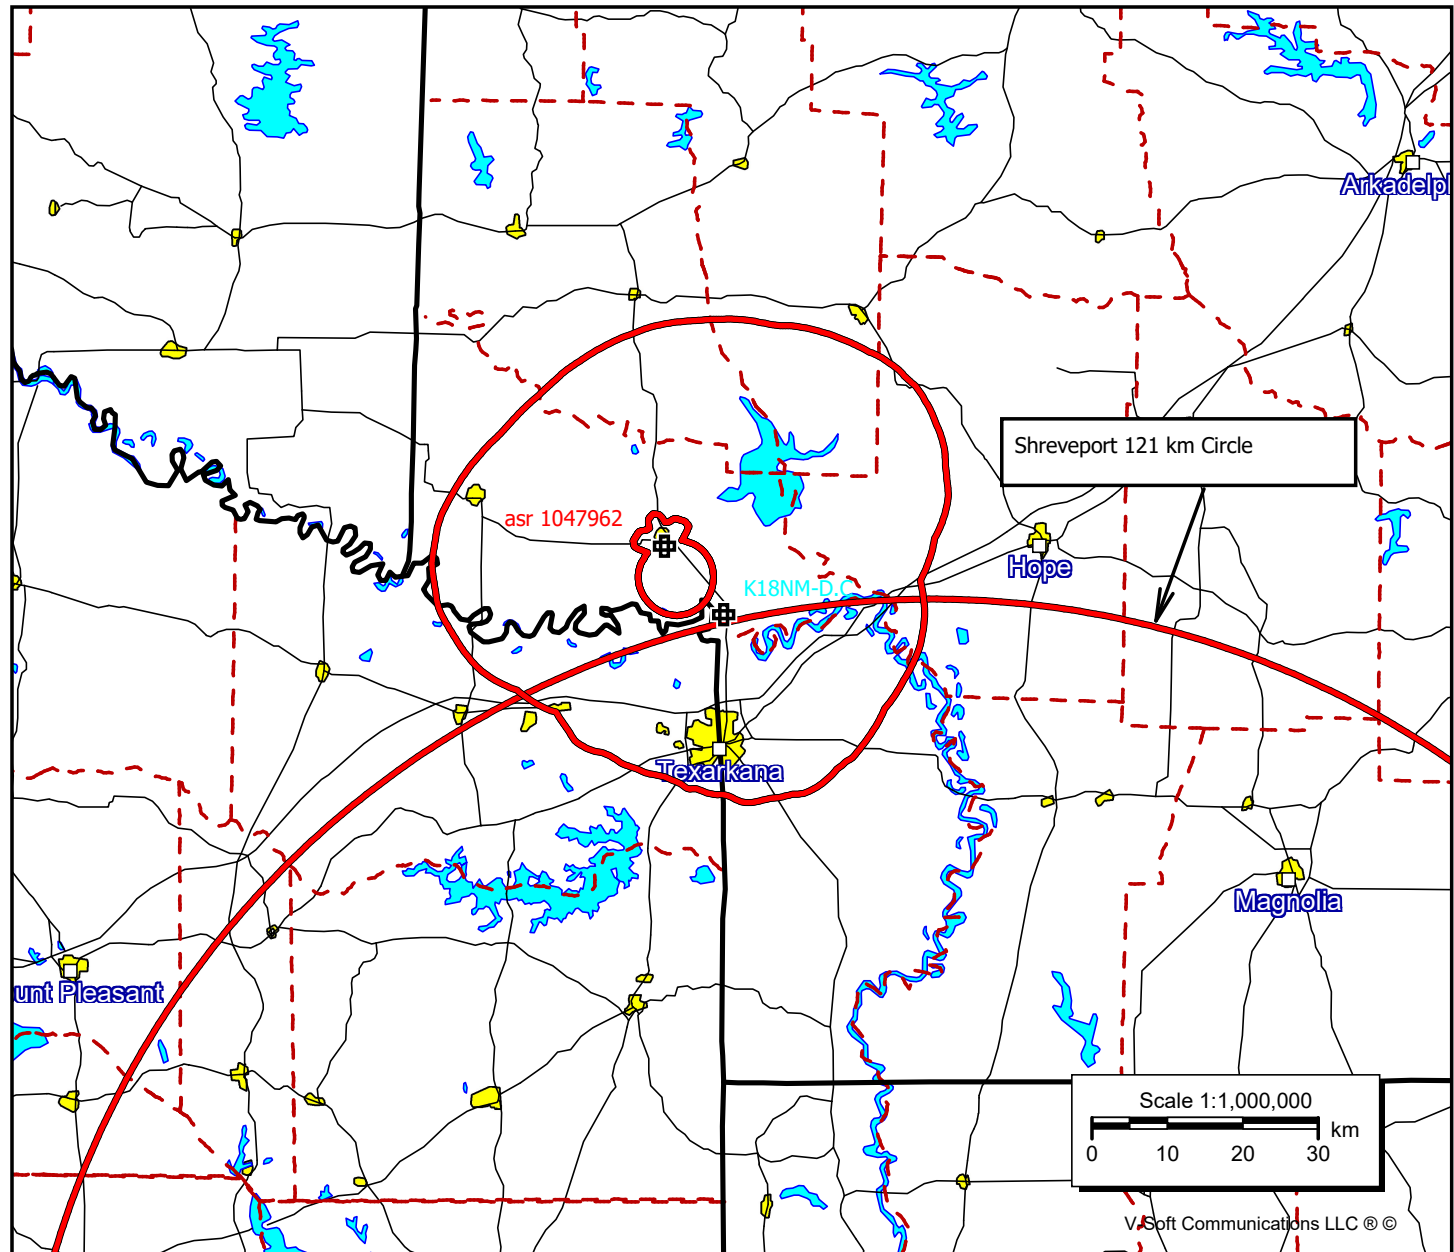 Arkadelpl
Shreveport 121 km Circle
asr 1047962
Hope
K18NM-D.C
Texarkana
Magnolia
unt Pleasant
Scale 1:1,000,000
km
0 10 20 30
V-Soft Communications LLC ® ©